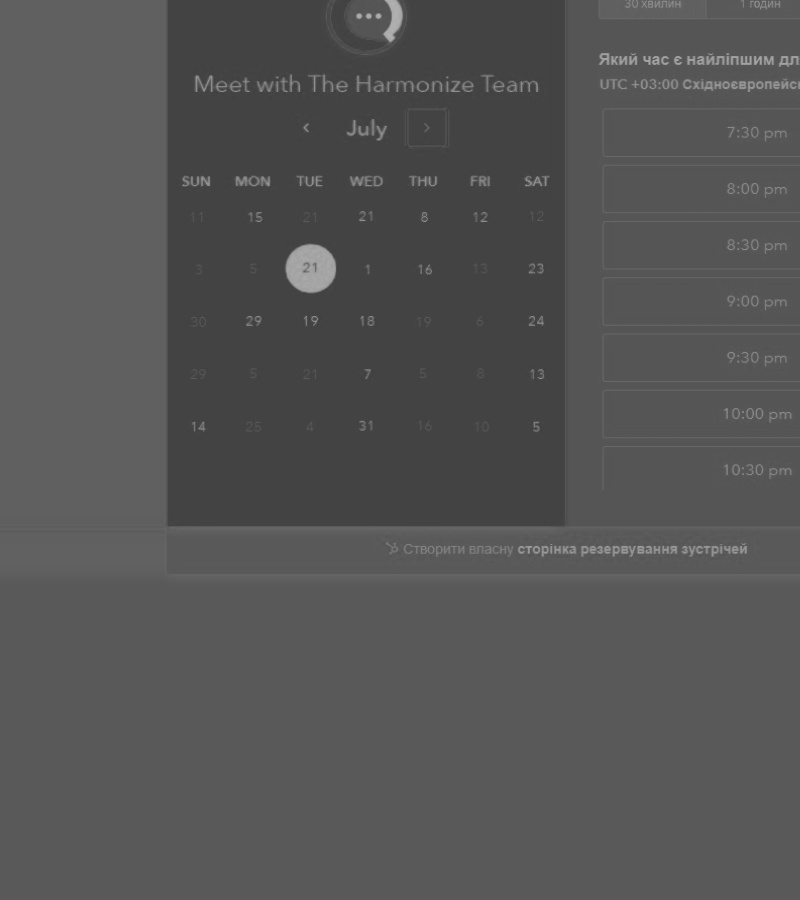 30 хвилин 1 годин
Meet with The Harmonize Team
July
SUN MON TUE WED THU FRI SAT
11 15 21 21 8 12 12
3 5 21 1 16 13 23
30 29 19 18 19 6 24
29 5 21 7 5 8 13
14 25 4 31 16 10 5
Який час є найліпшим дл
UTC +03:00 Східноєвропейсь
7:30 pm
8:00 pm
8:30 pm
9:00 pm
9:30 pm
10:00 pm
10:30 pm
Створити власну сторінка резервування зустрічей